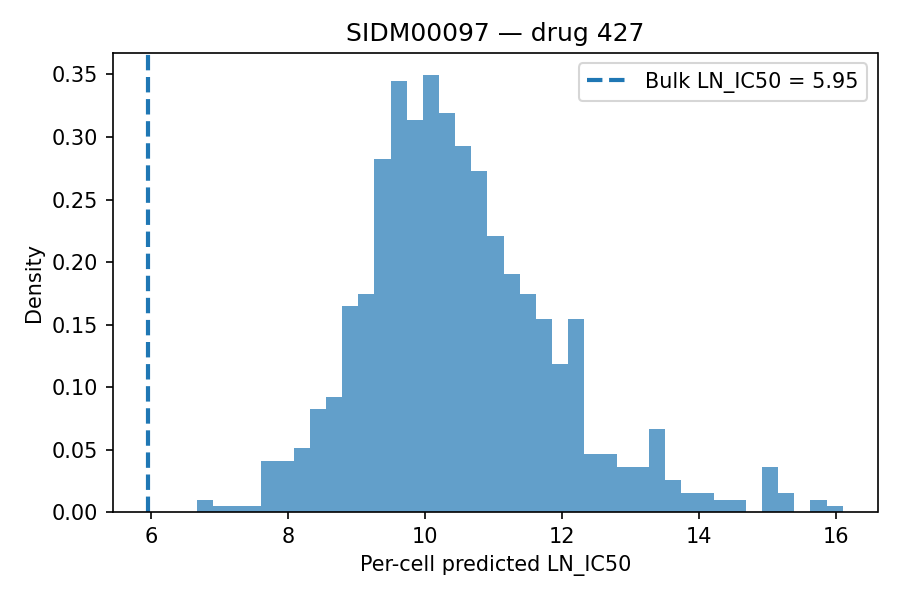 SIDM00097 — drug 427
Bulk LN_IC50 = 5.95
Density
0.35
0.30
0.25
0.20
0.15
0.10
0.05
0.00
6 8 10 12 14 16
Per-cell predicted LN_IC50